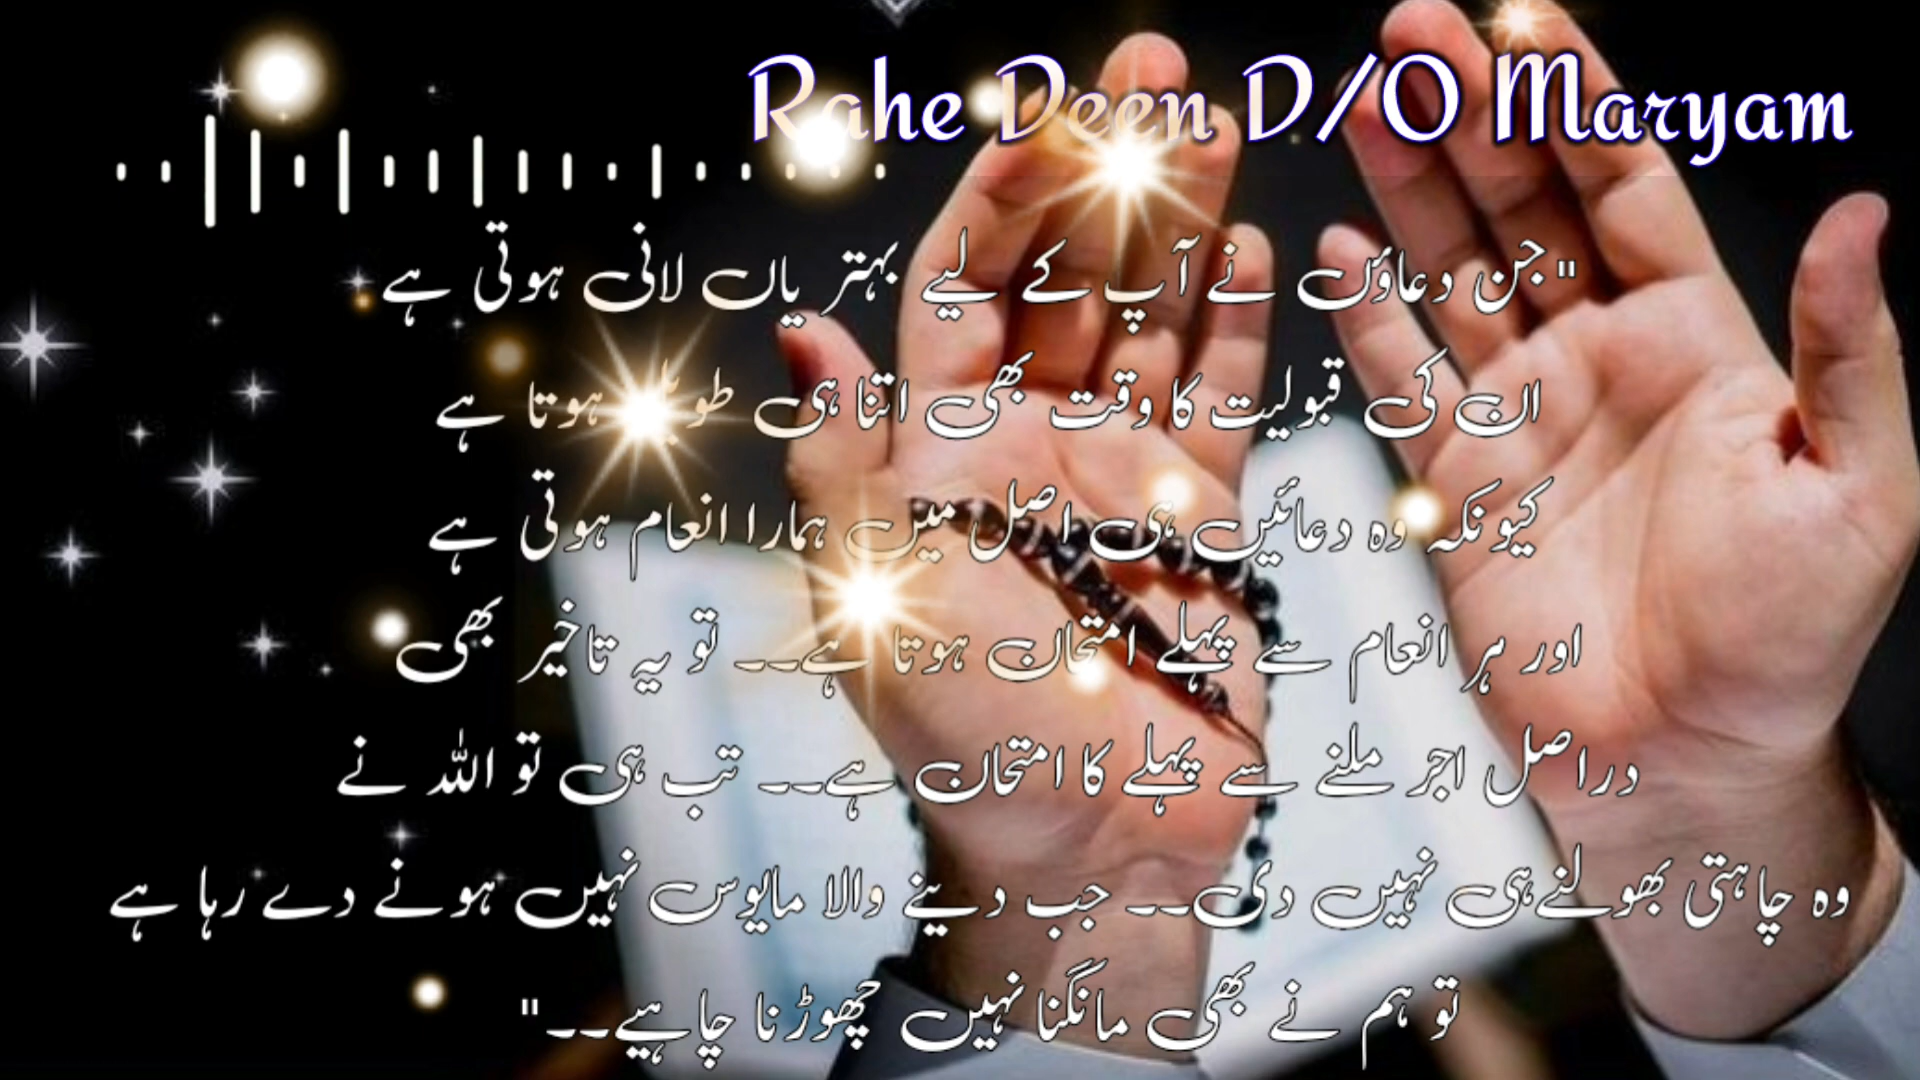 Rahe Deen D/O Maryam
"جن دعاؤں نے آپ کے لیے بہتر یاں لانی ہوتی ہے
ان کی قبولیت کا وقت بھی اتنا ہی طویل ہوتا ہے
کیونکہ وہ دعائیں ہی اصل میں ہمارا انعام ہوتی ہے
اور ہر انعام سے پہلے امتحان ہوتا ہے۔۔ تو یہ تاخیر بھی
دراصل اجر ملنے سے پہلے کا امتحان ہے۔۔ تب ہی تو اللہ نے
وہ چاہتی بھولنے ہی نہیں دی۔۔ جب دینے والا مایوس نہیں ہونے دے رہا ہے
تو ہم نے بھی مانگنا نہیں چھوڑنا چاہیے۔۔"